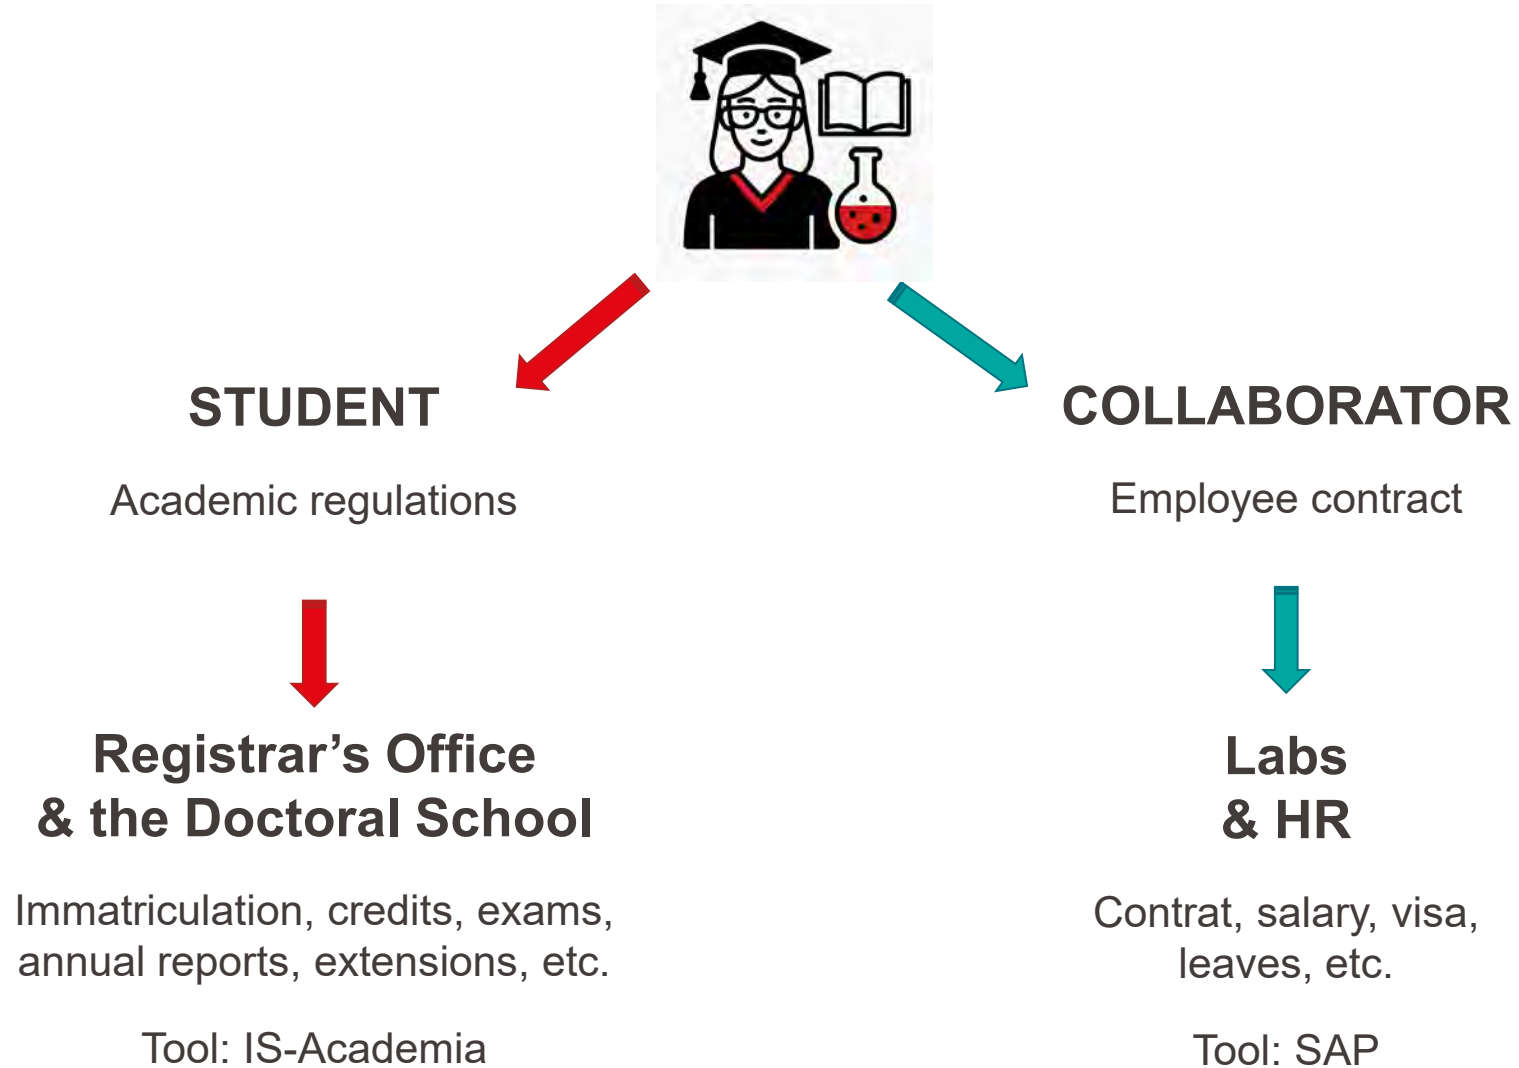 STUDENT
Academic regulations
Registrar’s Office
& the Doctoral School
Immatriculation, credits, exams,
annual reports, extensions, etc.
Tool: IS-Academia
COLLABORATOR
Employee contract
Labs
& HR
Contrat, salary, visa,
leaves, etc.
Tool: SAP